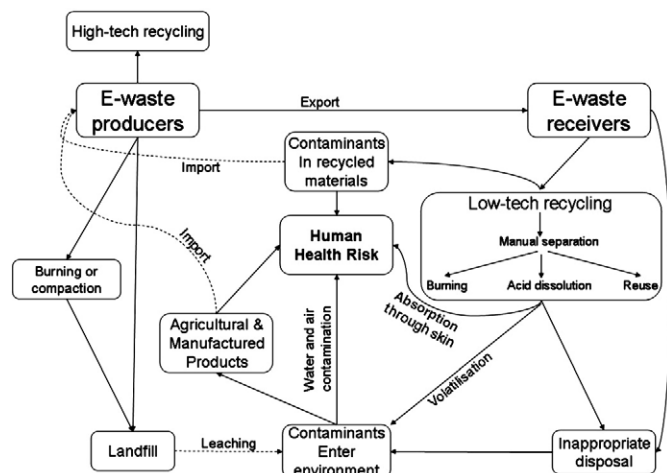 High-tech recycling
E-waste
producers
Export
E-waste
receivers
Contaminants
In recycled
materials
Import
Low-tech recycling
Manual separation
Burning
Acid dissolution
Reuse
Human
Health Risk
Import
Burning or
compaction
Agricultural &
Manufactured
Products
Water and air
contamination
Absorption
through skin
Volatilisation
Landfill
Leaching
Contaminants
Enter
environment
Inappropriate
disposal